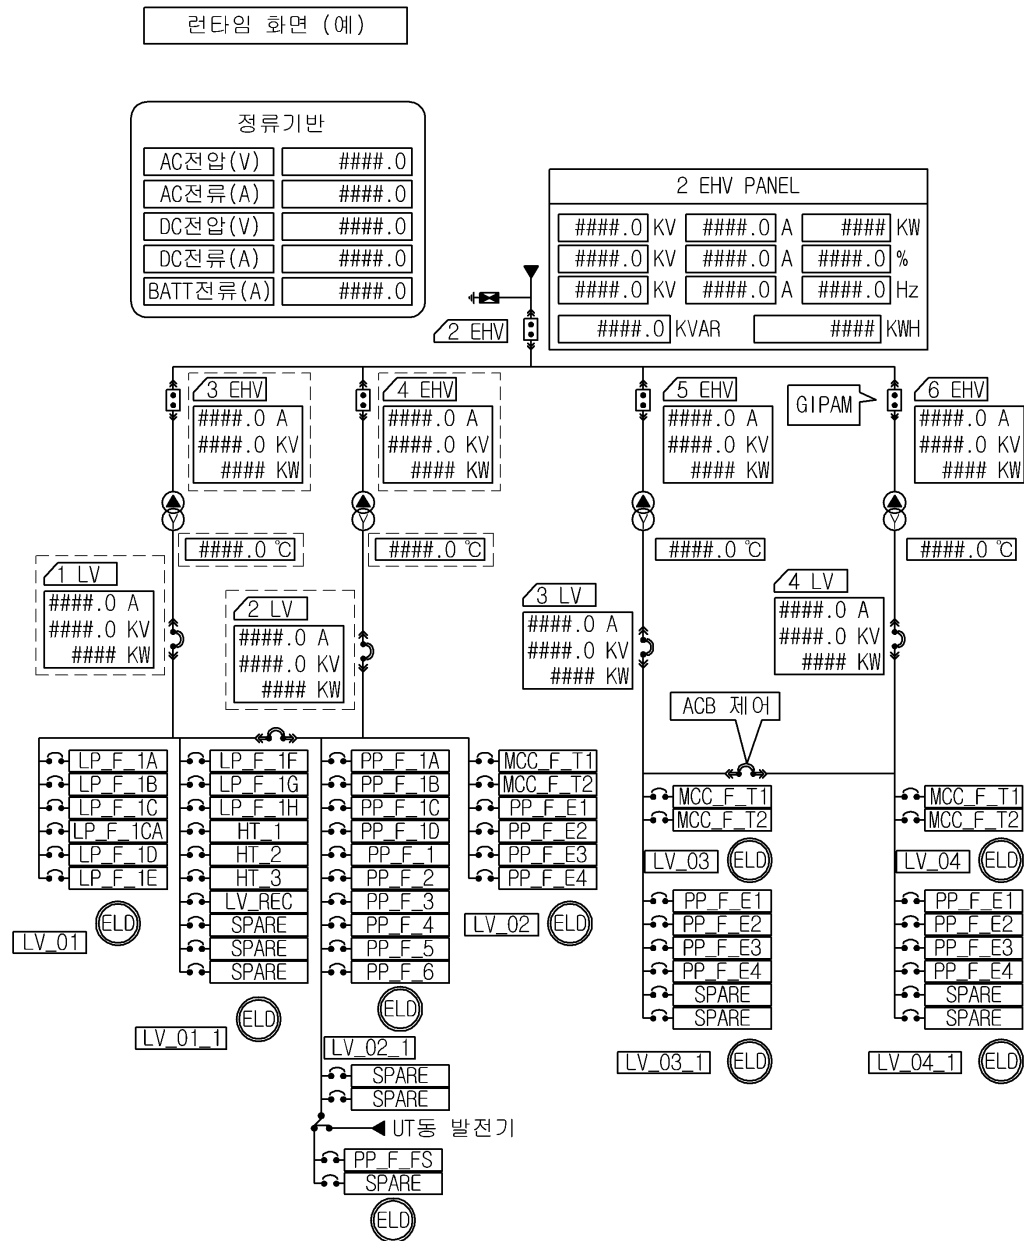 런타임 화면 (예)
정류기반
AC전압(V) ####.0
AC전류(A) ####.0
DC전압(V) ####.0
DC전류(A) ####.0
BATT전류(A) ####.0
2 EHV PANEL
####.0 KV ####.0 A #### KW
####.0 KV ####.0 A ####.0 %
####.0 KV ####.0 A ####.0 Hz
####.0 KVAR #### KWH
2 EHV
3 EHV
####.0 A
####.0 KV
#### KW
4 EHV
####.0 A
####.0 KV
#### KW
5 EHV
####.0 A
####.0 KV
#### KW
GIPAM
6 EHV
####.0 A
####.0 KV
#### KW
Y
Y
Y
Y
####.0 ℃
####.0 ℃
####.0 ℃
####.0 ℃
1 LV
####.0 A
####.0 KV
#### KW
2 LV
####.0 A
####.0 KV
#### KW
3 LV
####.0 A
####.0 KV
#### KW
4 LV
####.0 A
####.0 KV
#### KW
ACB 제어
LP_F_1A
LP_F_1B
LP_F_1C
LP_F_1CA
LP_F_1D
LP_F_1E
ELD
LV_01
LP_F_1F
LP_F_1G
LP_F_1H
HT_1
HT_2
HT_3
LV_REC
SPARE
SPARE
SPARE
ELD
LV_01_1
PP_F_1A
PP_F_1B
PP_F_1C
PP_F_1D
PP_F_1
PP_F_2
PP_F_3
PP_F_4
PP_F_5
PP_F_6
ELD
LV_02_1
SPARE
SPARE
UT동 발전기
PP_F_FS
SPARE
ELD
MCC_F_T1
MCC_F_T2
PP_F_E1
PP_F_E2
PP_F_E3
PP_F_E4
LV_02
ELD
MCC_F_T1
MCC_F_T2
LV_03
ELD
PP_F_E1
PP_F_E2
PP_F_E3
PP_F_E4
SPARE
SPARE
LV_03_1
ELD
MCC_F_T1
MCC_F_T2
LV_04
ELD
PP_F_E1
PP_F_E2
PP_F_E3
PP_F_E4
SPARE
SPARE
LV_04_1
ELD